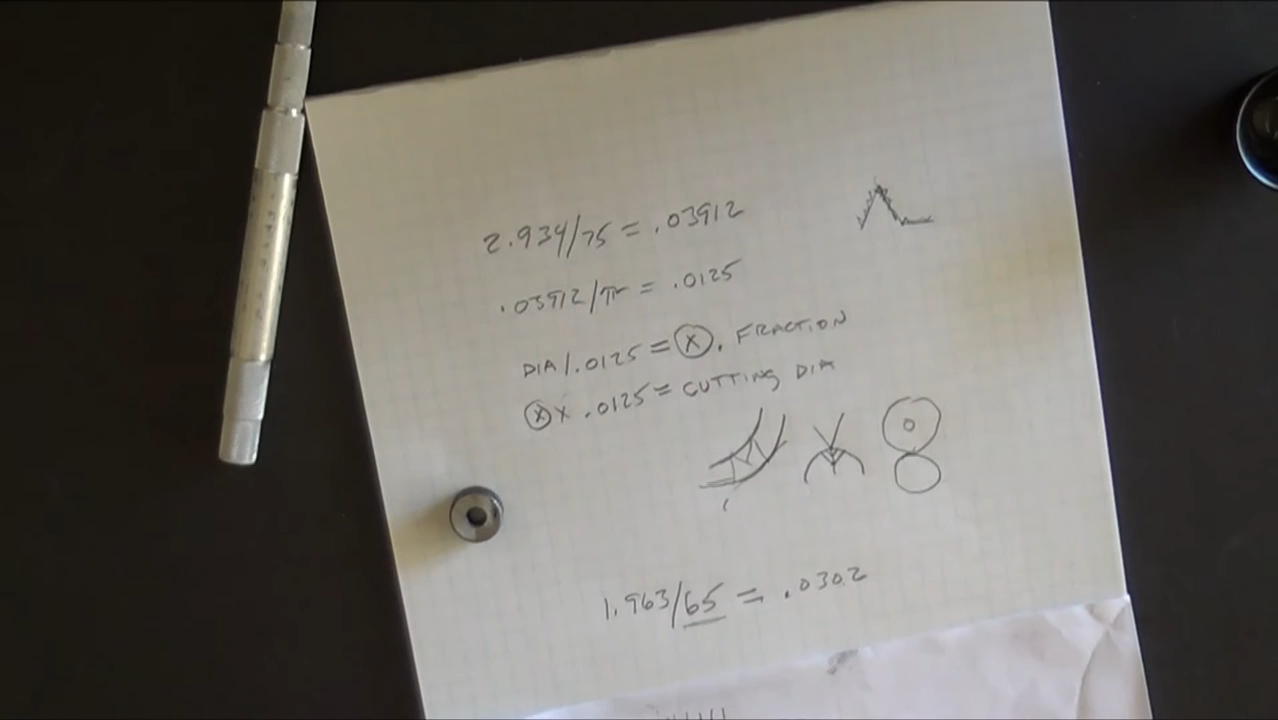 2.934/75 = .03912
.03912/π = .0125
DIA/.0125 = X. FRACTION
X x .0125 = CUTTING DIA
1.963/65 = .0302